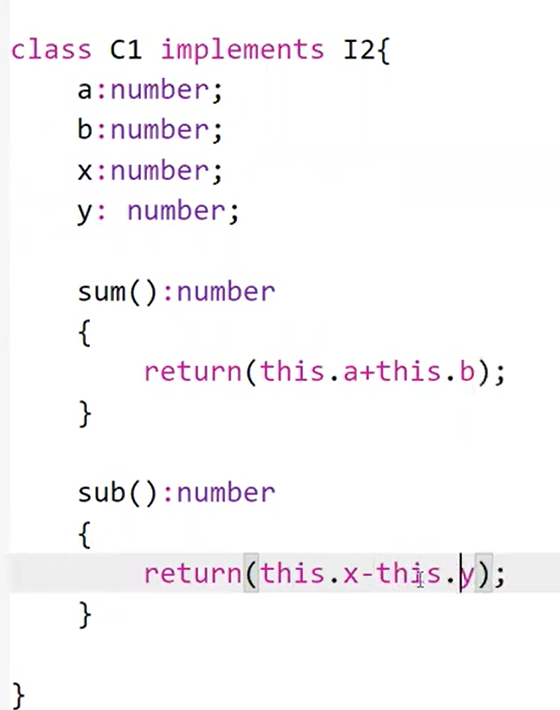 class C1 implements I2{
a:number;
b:number;
x:number;
y: number;
sum():number
{
return(this.a+this.b);
}
sub():number
{
return(this.x-this.y);
}
}